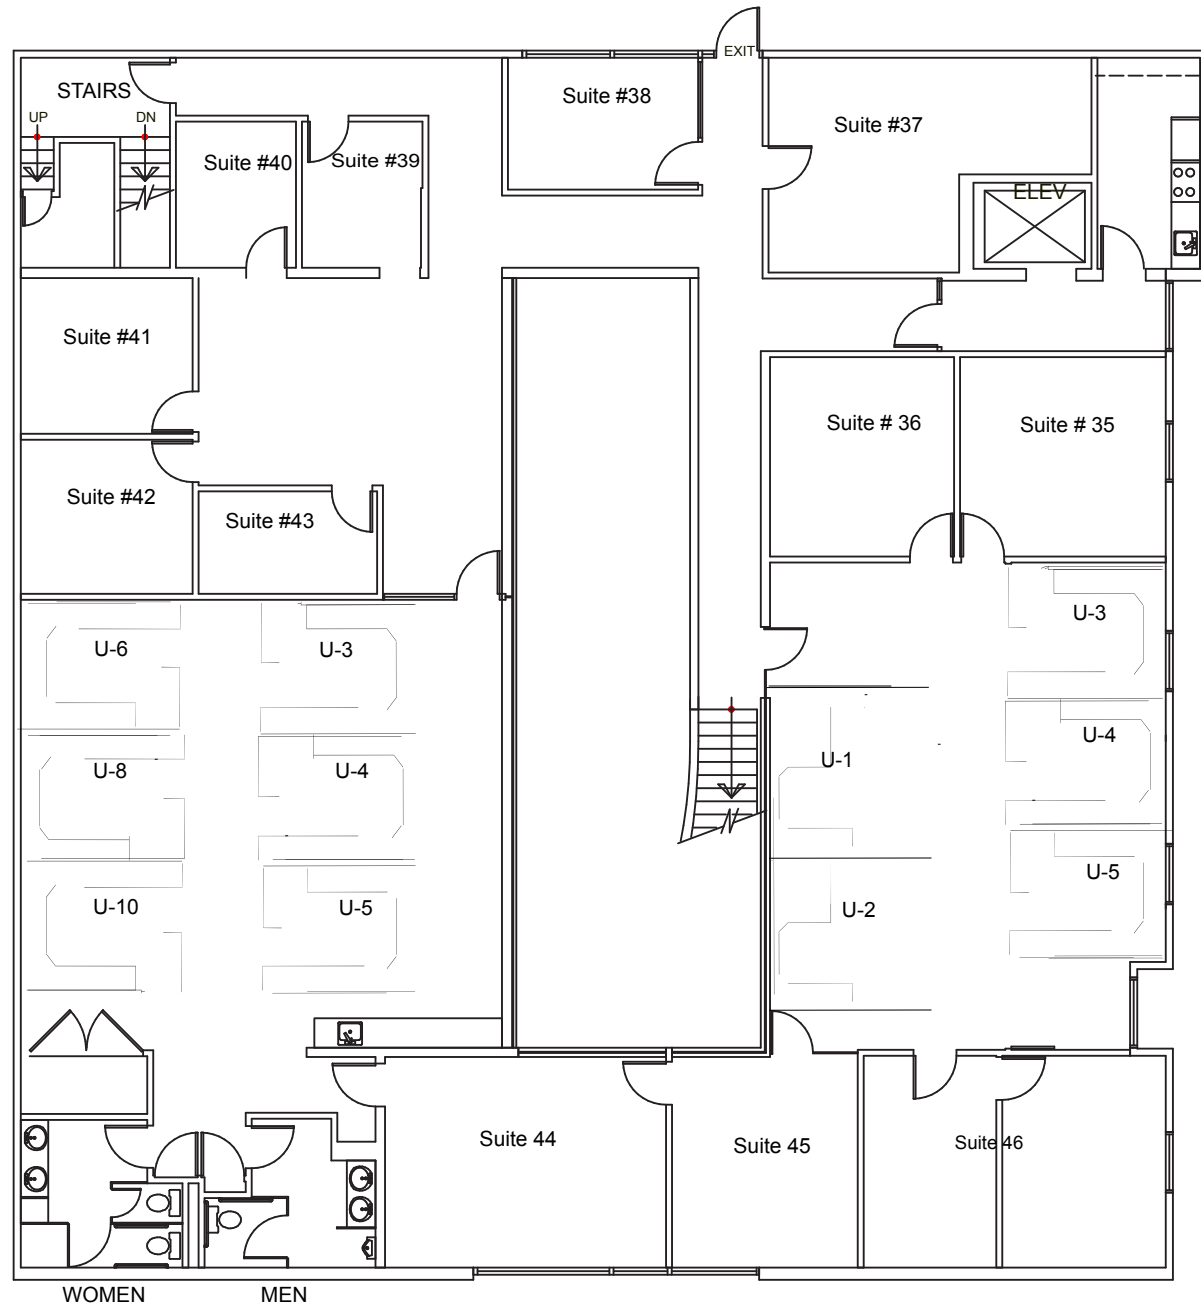 EXIT
STAIRS
Suite #38
UP
DN
Suite #37
Suite #40
Suite #39
ELEV
Suite #41
Suite # 36
Suite # 35
Suite #42
Suite #43
U-6
U-3
U-3
U-8
U-4
U-1
U-4
U-10
U-5
U-2
U-5
Suite 44
Suite 45
Suite 46
WOMEN
MEN